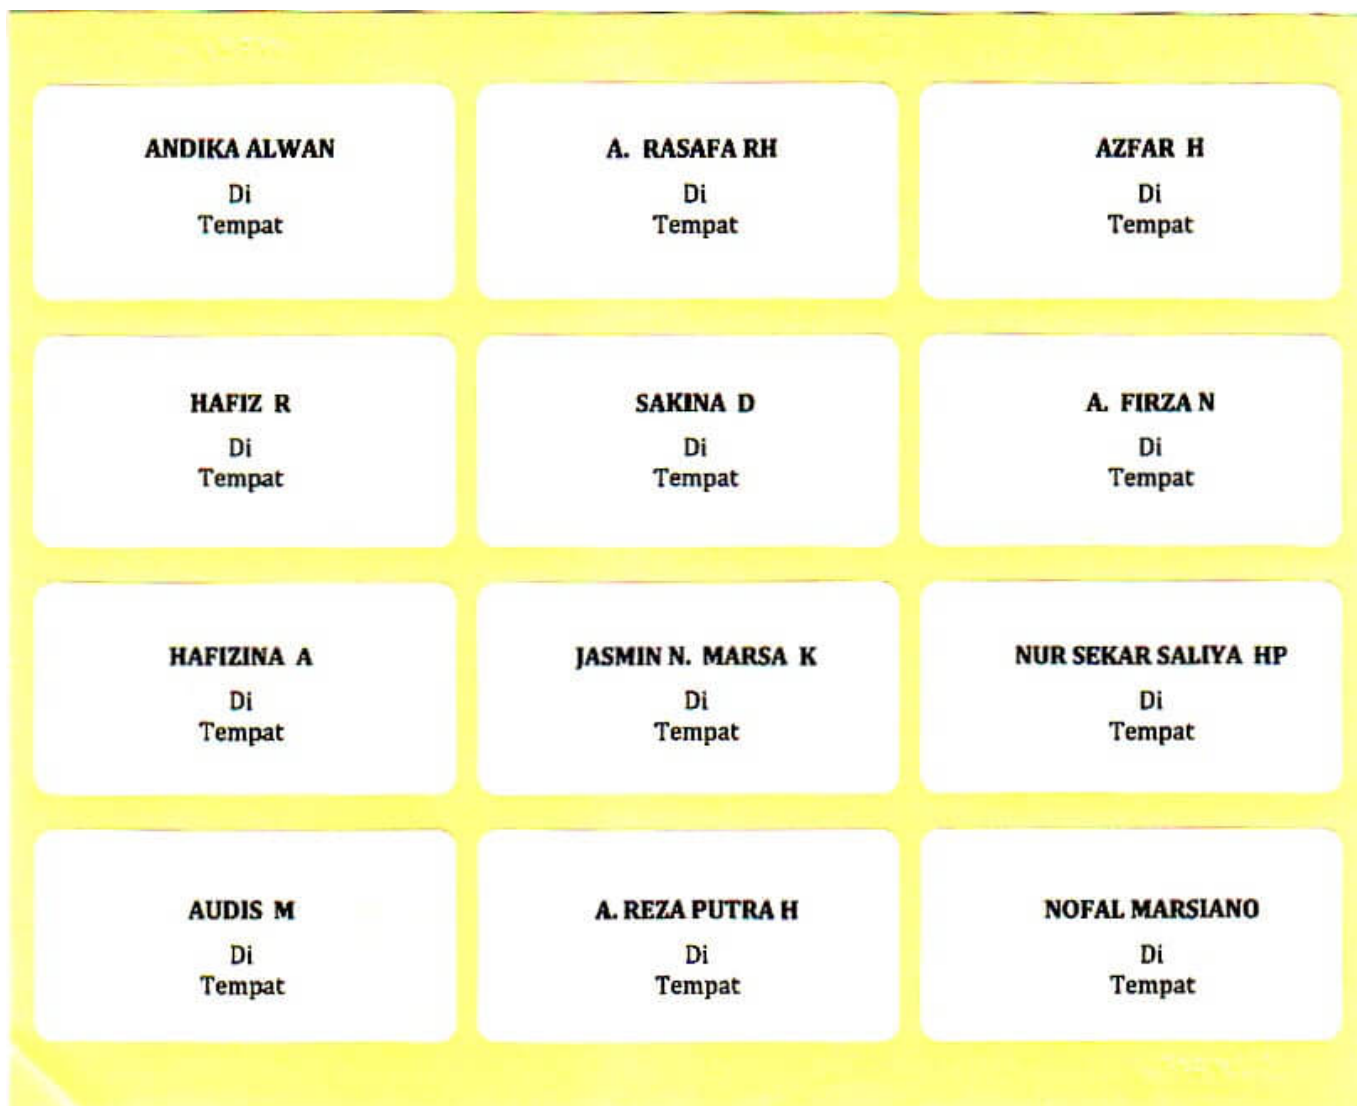 ANDIKA ALWAN
Di
Tempat
A. RASAFA RH
Di
Tempat
AZFAR H
Di
Tempat
HAFIZ R
Di
Tempat
SAKINA D
Di
Tempat
A. FIRZA N
Di
Tempat
HAFIZINA A
Di
Tempat
JASMIN N. MARSA K
Di
Tempat
NUR SEKAR SALIYA HP
Di
Tempat
AUDIS M
Di
Tempat
A. REZA PUTRA H
Di
Tempat
NOFAL MARSIANO
Di
Tempat